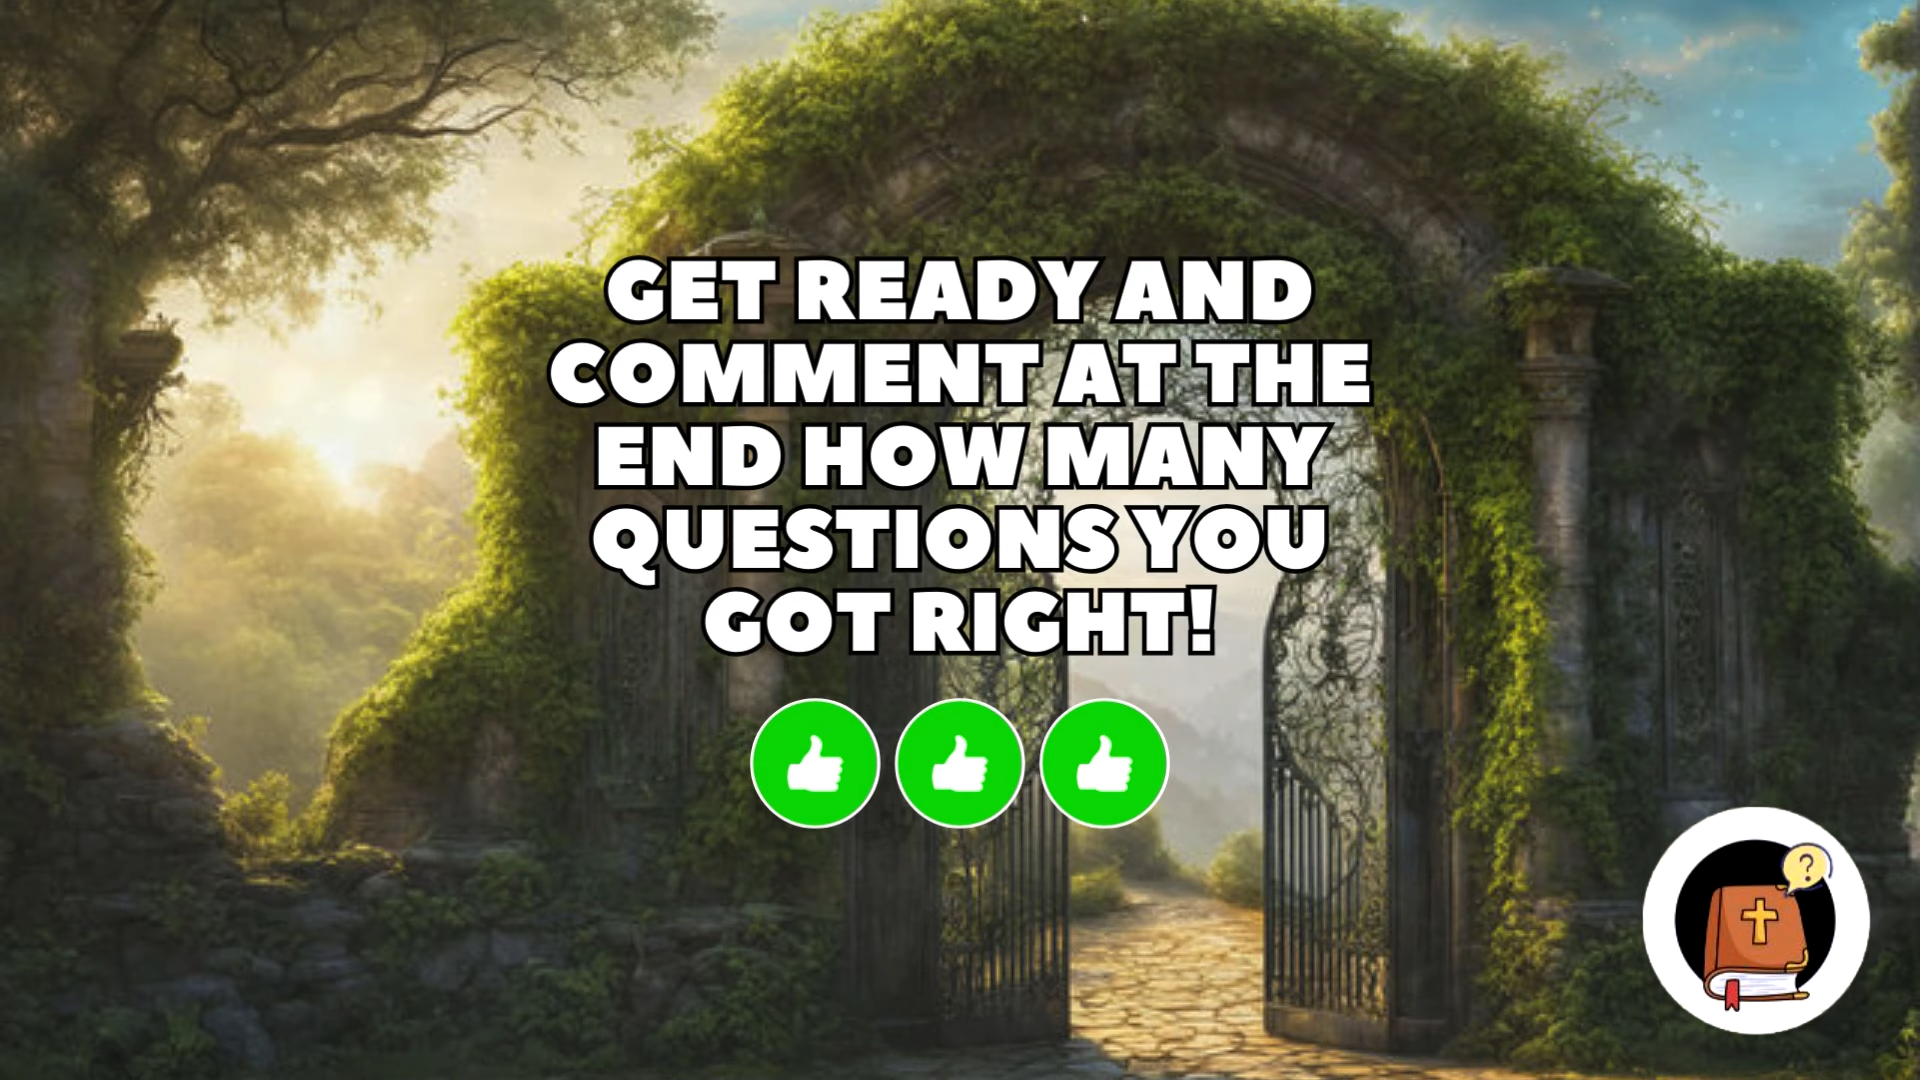 GET READY AND
COMMENT AT THE
END HOW MANY
QUESTIONS YOU
GOT RIGHT!
?